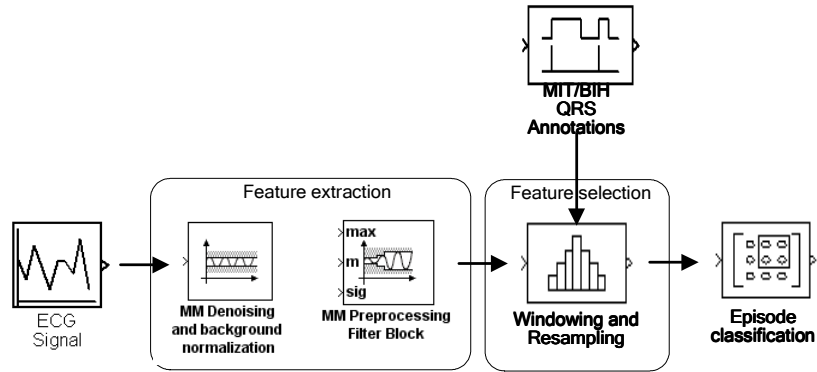 MIT/BIH
QRS
Annotations
Feature extraction
Feature selection
max
m
sig
ECG
Signal
MM Denoising
and background
normalization
MM Preprocessing
Filter Block
Windowing and
Resampling
Episode
classification